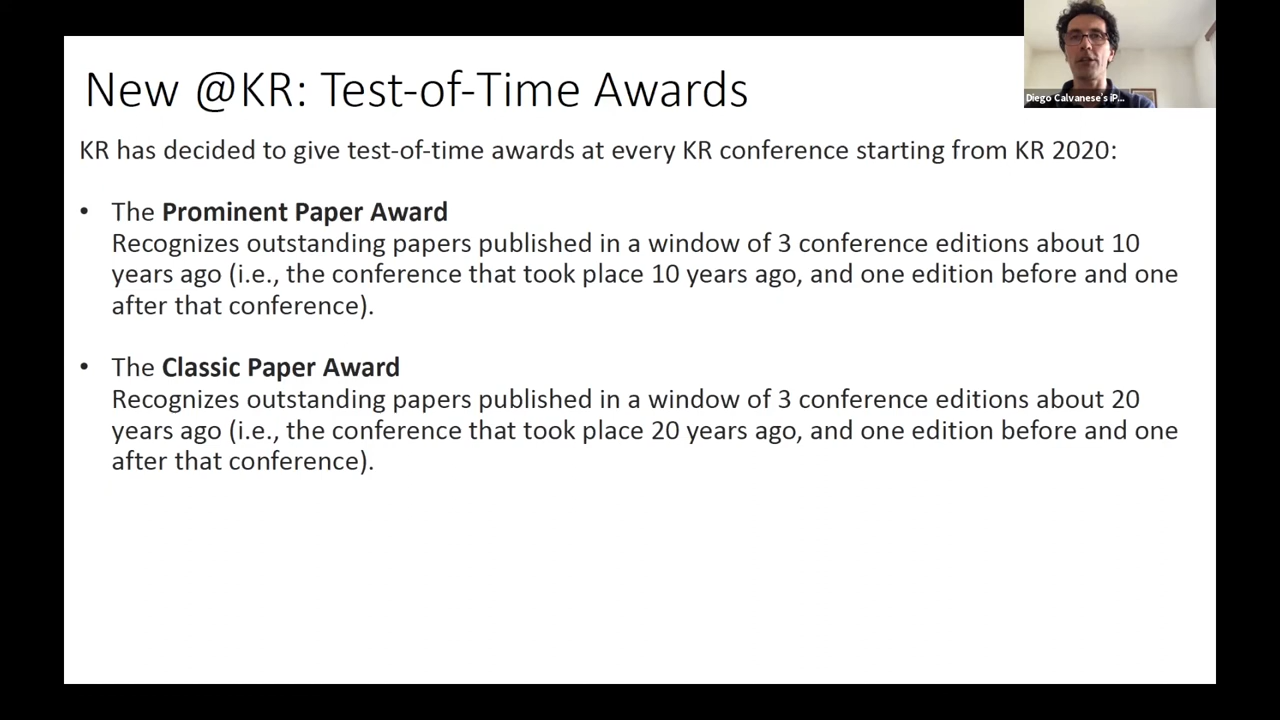 New @KR: Test-of-Time Awards
Diego Calvanese's iP...
KR has decided to give test-of-time awards at every KR conference starting from KR 2020:
• The Prominent Paper Award
Recognizes outstanding papers published in a window of 3 conference editions about 10
years ago (i.e., the conference that took place 10 years ago, and one edition before and one
after that conference).
• The Classic Paper Award
Recognizes outstanding papers published in a window of 3 conference editions about 20
years ago (i.e., the conference that took place 20 years ago, and one edition before and one
after that conference).